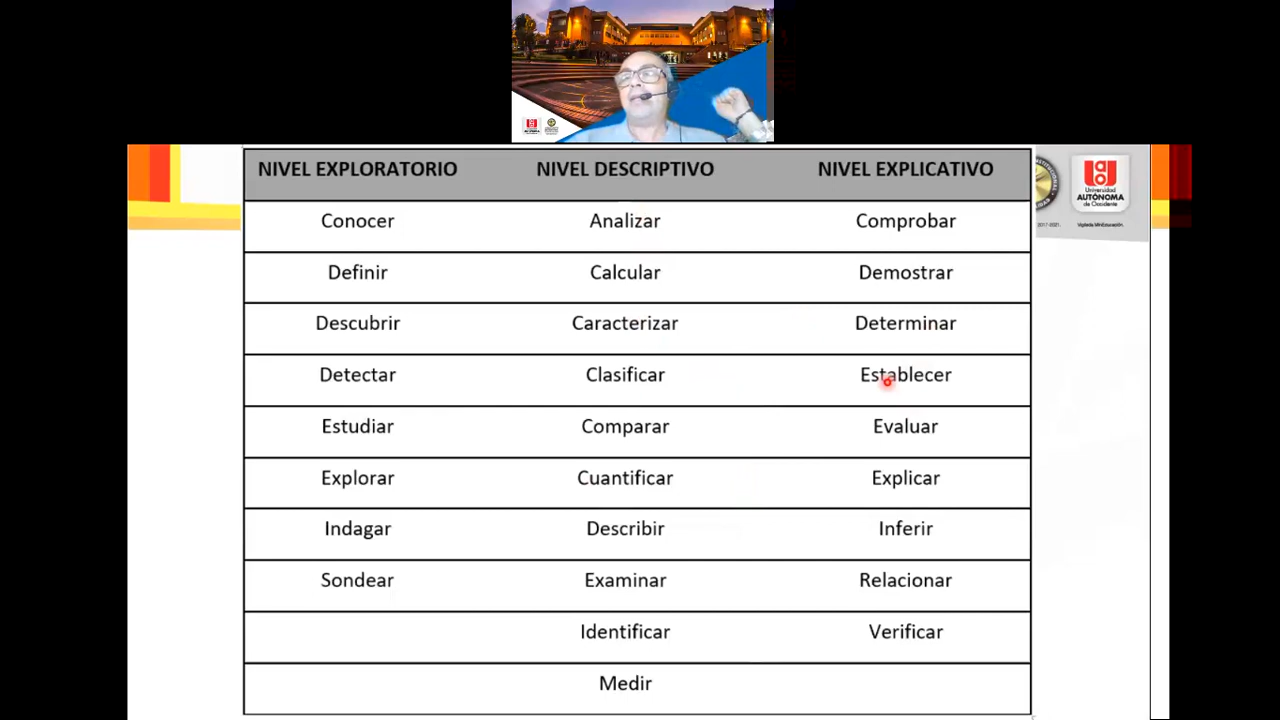 NIVEL EXPLORATORIO NIVEL DESCRIPTIVO NIVEL EXPLICATIVO
Conocer Analizar Comprobar
Definir Calcular Demostrar
Descubrir Caracterizar Determinar
Detectar Clasificar Establecer
Estudiar Comparar Evaluar
Explorar Cuantificar Explicar
Indagar Describir Inferir
Sondear Examinar Relacionar
Identificar Verificar
Medir
Universidad
AUTÓNOMA
de Occidente